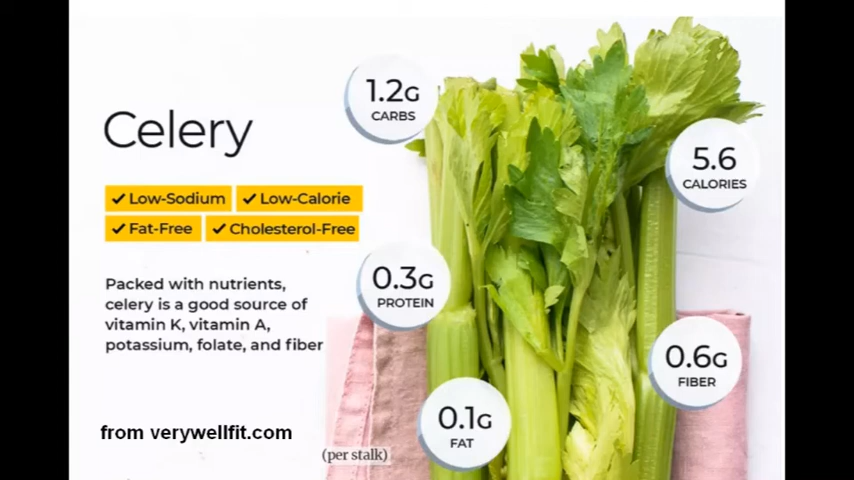 Celery
✓ Low-Sodium ✓ Low-Calorie
✓ Fat-Free ✓ Cholesterol-Free
Packed with nutrients,
celery is a good source of
vitamin K, vitamin A,
potassium, folate, and fiber
1.2G
CARBS
5.6
CALORIES
0.3G
PROTEIN
0.6G
FIBER
0.1G
FAT
from verywellfit.com
(per stalk)